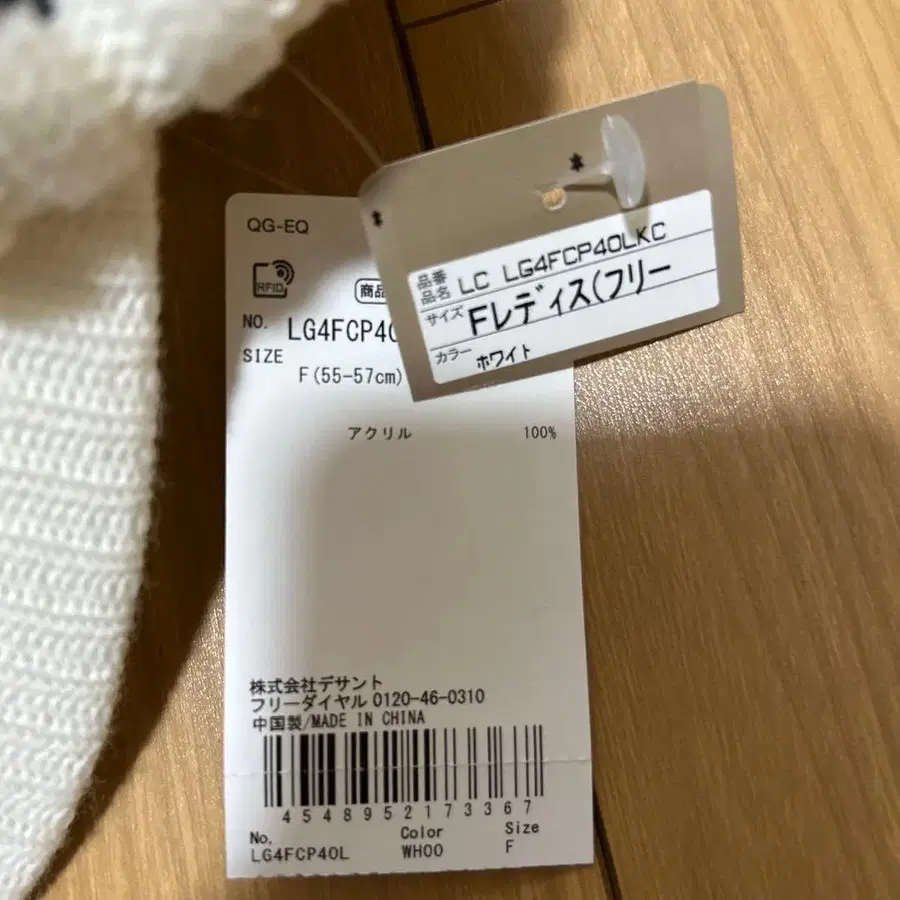 QG-EQ
RFID
商品
NO. LG4FCP40
SIZE
F(55-57cm)
アクリル 100%
株式会社デサント
フリーダイヤル 0120-46-0310
中国製/MADE IN CHINA
4548952173367
No. Color Size
LG4FCP40L WH00 F
品番
品名 LC LG4FCP40LKC
サイズ Fレディス(フリー
カラー ホワイト